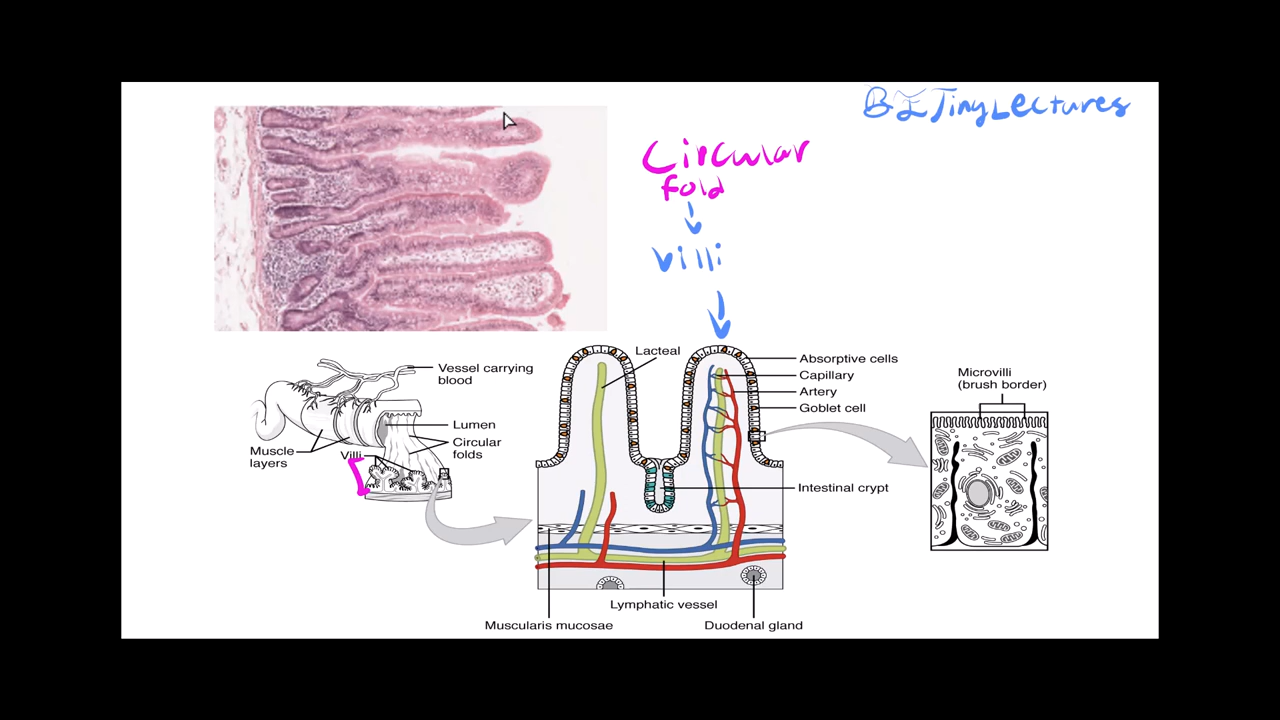 BI TinyLectures
Circular
fold
villi
Lacteal
Vessel carrying
blood
Lumen
Circular
folds
Muscle
layers
Villi
Absorptive cells
Capillary
Artery
Goblet cell
Intestinal crypt
Microvilli
(brush border)
Lymphatic vessel
Muscularis mucosae
Duodenal gland